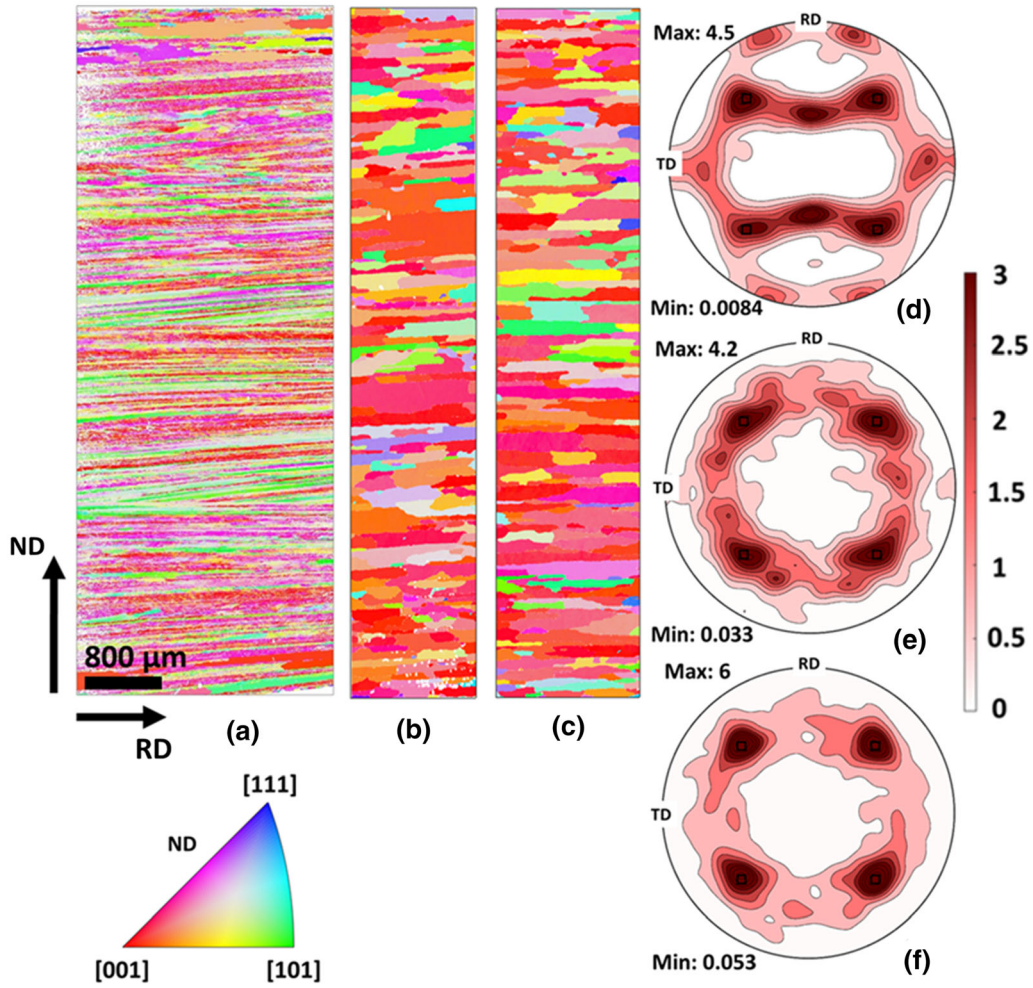 ND
800 µm
RD
(a)
(b)
(c)
[111]
ND
[001]
[101]
RD
Max: 4.5
TD
Min: 0.0084
(d)
RD
Max: 4.2
TD
Min: 0.033
(e)
RD
Max: 6
TD
Min: 0.053
(f)
3
2.5
2
1.5
1
0.5
0